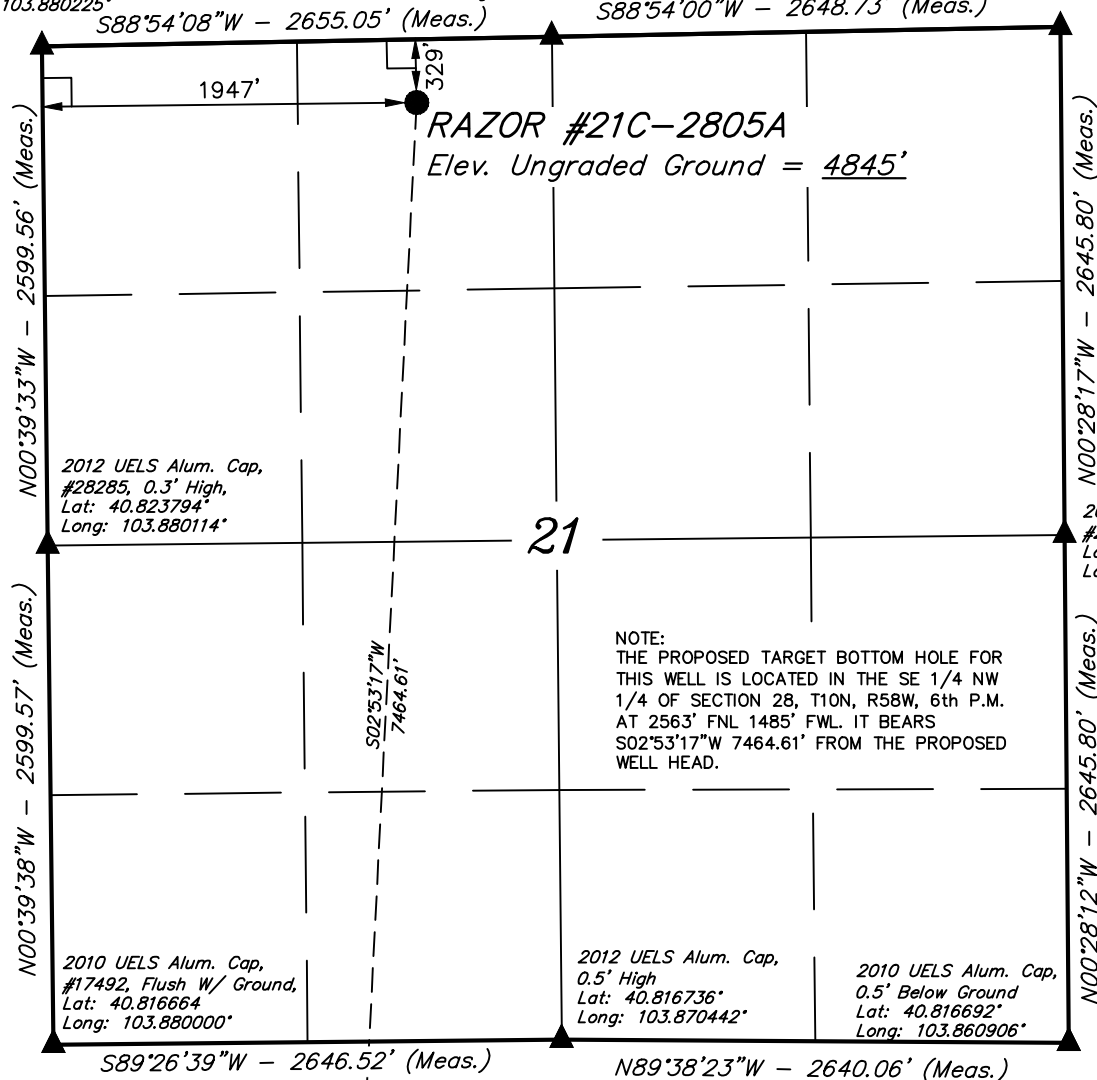 103.880225°
S88°54'08"W - 2655.05' (Meas.)
S88°54'00"W - 2648.73' (Meas.)
329'
1947'
RAZOR #21C-2805A
Elev. Ungraded Ground = 4845'
N00°39'33"W - 2599.56' (Meas.)
N00°28'17"W - 2645.80' (Meas.)
2012 UELS Alum. Cap,
#28285, 0.3' High,
Lat: 40.823794°
Long: 103.880114°
21
N00°39'38"W - 2599.57' (Meas.)
S02°53'17"W
7464.61'
NOTE:
THE PROPOSED TARGET BOTTOM HOLE FOR
THIS WELL IS LOCATED IN THE SE 1/4 NW
1/4 OF SECTION 28, T10N, R58W, 6th P.M.
AT 2563' FNL 1485' FWL. IT BEARS
S02°53'17"W 7464.61' FROM THE PROPOSED
WELL HEAD.
N00°28'12"W - 2645.80' (Meas.)
2010 UELS Alum. Cap,
#17492, Flush W/ Ground,
Lat: 40.816664
Long: 103.880000°
2012 UELS Alum. Cap,
0.5' High
Lat: 40.816736°
Long: 103.870442°
2010 UELS Alum. Cap,
0.5' Below Ground
Lat: 40.816692°
Long: 103.860906°
S89°26'39"W - 2646.52' (Meas.)
N89°38'23"W - 2640.06' (Meas.)